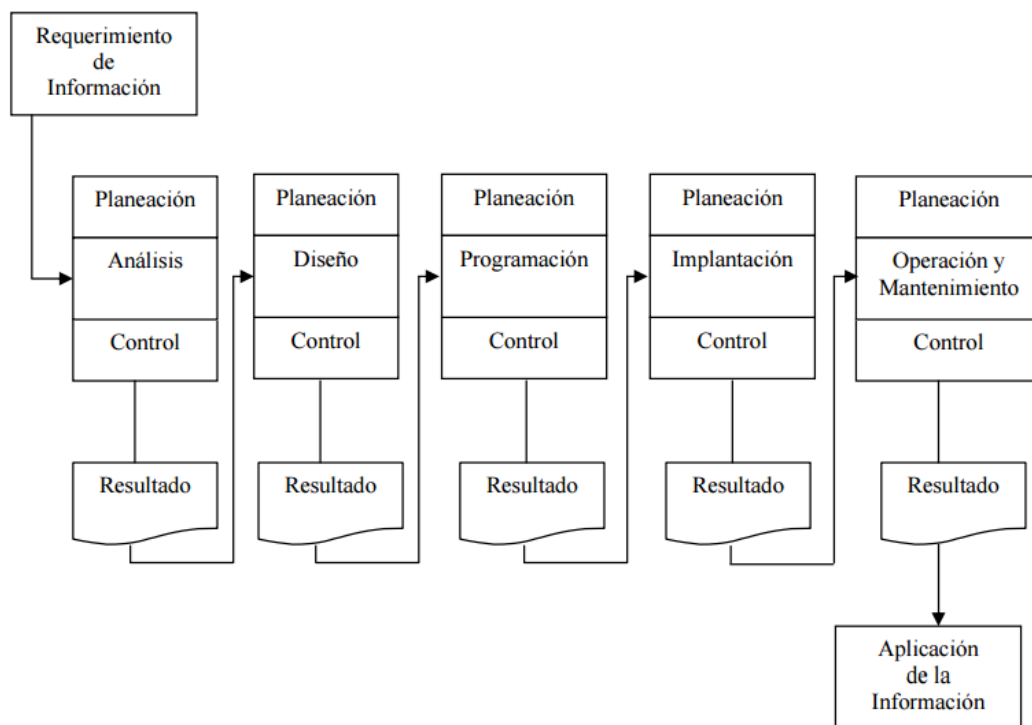 Requerimiento
de
Información
Planeación
Análisis
Control
Resultado
Planeación
Diseño
Control
Resultado
Planeación
Programación
Control
Resultado
Planeación
Implantación
Control
Resultado
Planeación
Operación y
Mantenimiento
Control
Resultado
Aplicación
de la
Información